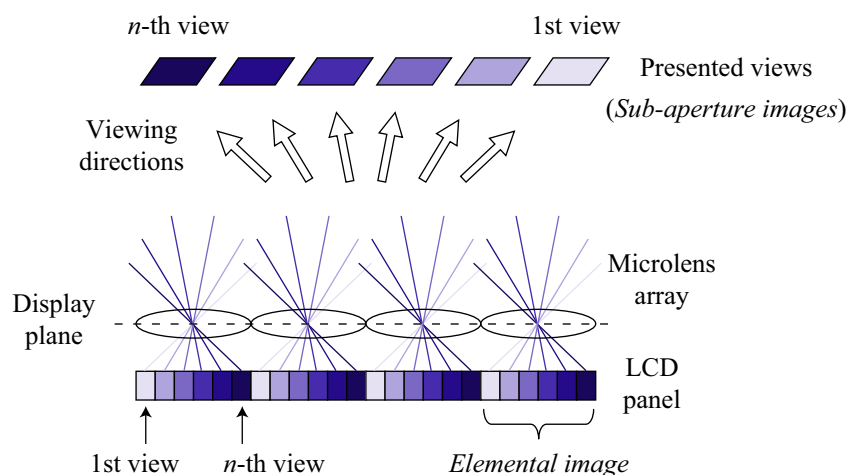 n-th view
1st view
Presented views
(Sub-aperture images)
Viewing
directions
Microlens
array
Display
plane
LCD
panel
1st view
n-th view
Elemental image